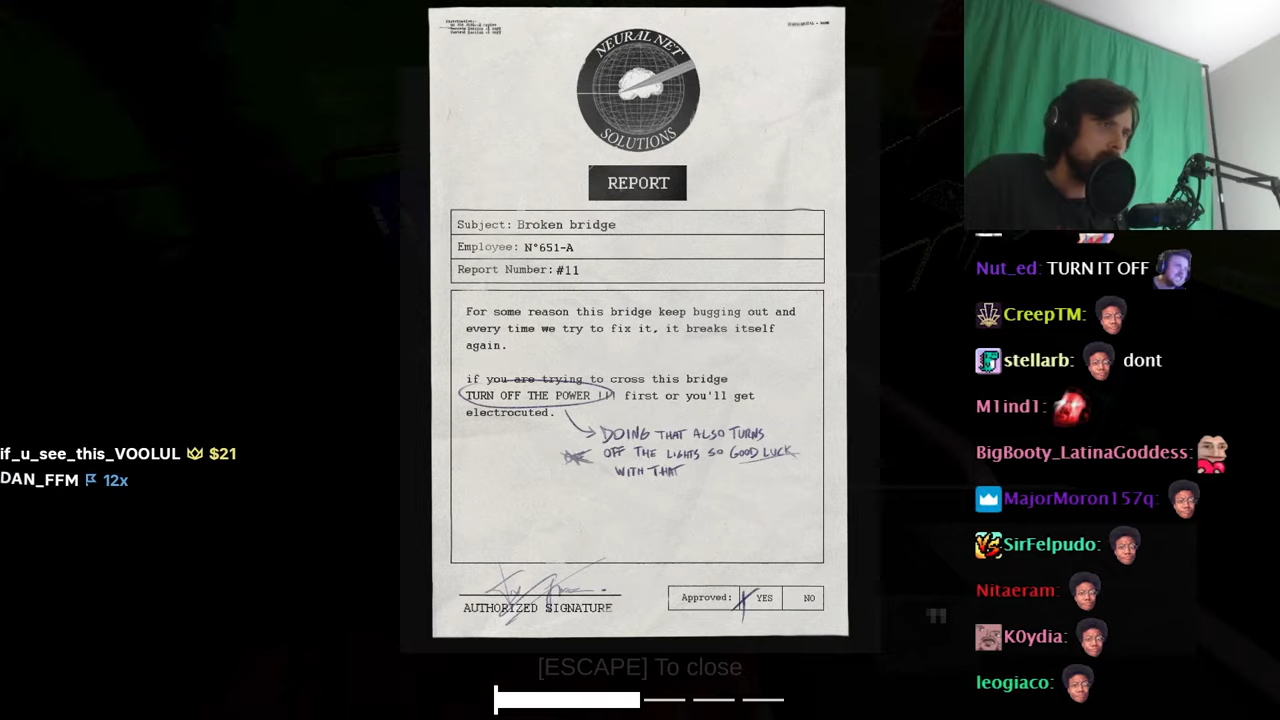 NEURAL NET
SOLUTIONS
REPORT
Subject: Broken bridge
Employee: N°651-A
Report Number: #11
For some reason this bridge keep bugging out and
every time we try to fix it, it breaks itself
again.
if you are trying to cross this bridge
TURN OFF THE POWER !!! first or you'll get
electrocuted.
DOING THAT ALSO TURNS
OFF THE LIGHTS SO GOOD LUCK
WITH THAT
AUTHORIZED SIGNATURE
Approved: YES NO
[ESCAPE] To close
if_u_see_this_VOOLUL $21
DAN_FFM 12x
Nut_ed: TURN IT OFF
CreepTM:
stellarb: dont
M1ind1:
BigBooty_LatinaGoddess:
MajorMoron157q:
SirFelpudo:
Nitaeram:
K0ydia:
leogiaco: